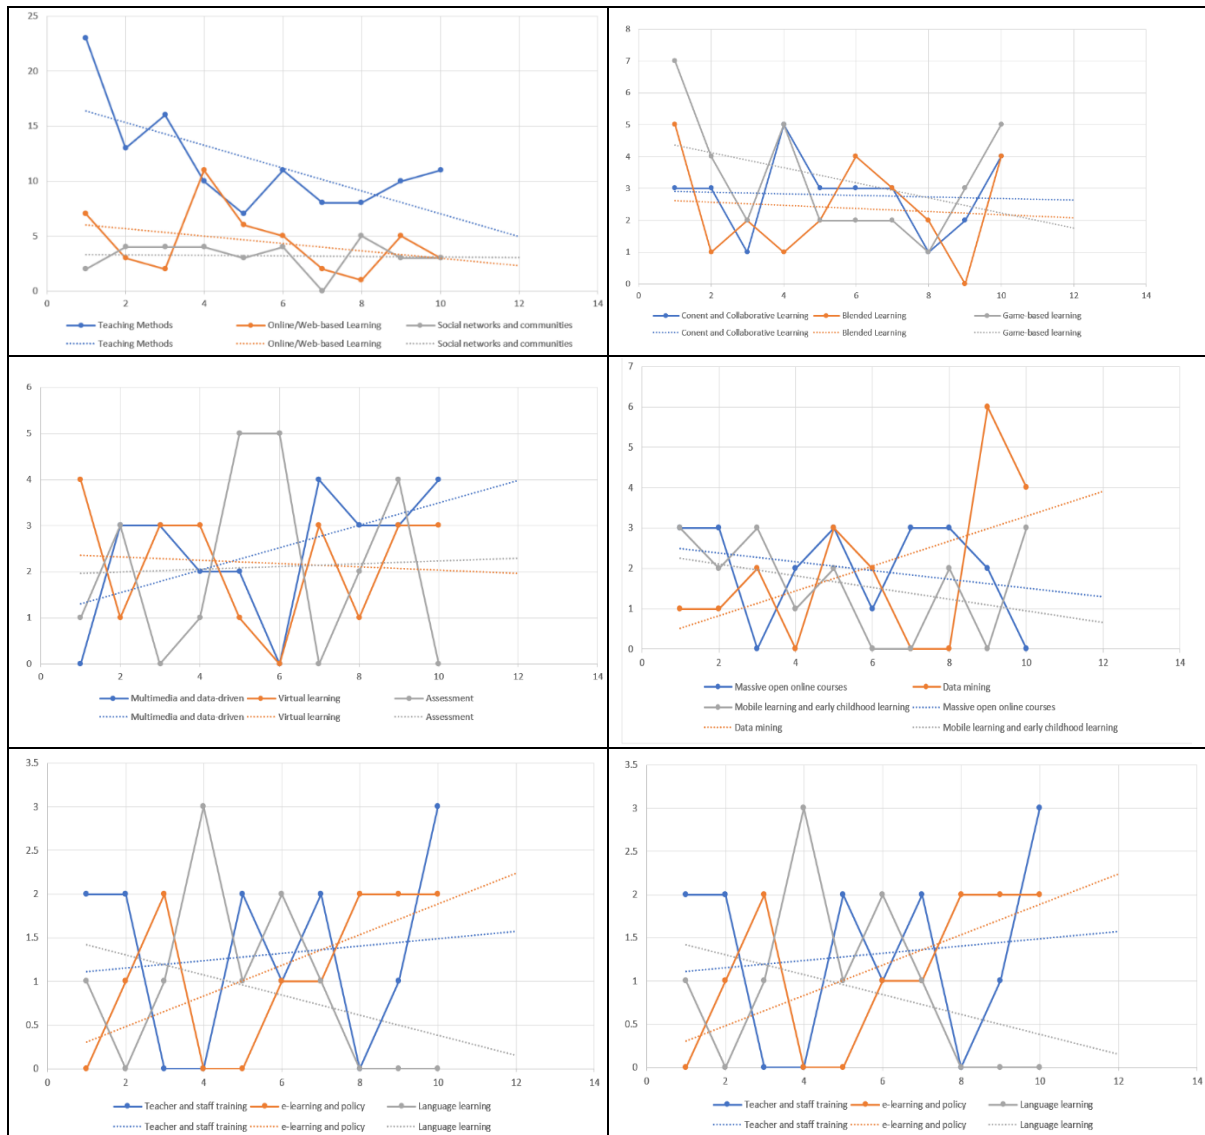 25
20
15
10
5
0
0 2 4 6 8 10 12 14
Teaching Methods Online/Web-based Learning Social networks and communities
Teaching Methods Online/Web-based Learning Social networks and communities
8
7
6
5
4
3
2
1
0
0 2 4 6 8 10 12 14
Conent and Collaborative Learning Blended Learning Game-based learning
Conent and Collaborative Learning Blended Learning Game-based learning
6
5
4
3
2
1
0
0 2 4 6 8 10 12 14
Multimedia and data-driven Virtual learning Assessment
Multimedia and data-driven Virtual learning Assessment
7
6
5
4
3
2
1
0
0 2 4 6 8 10 12 14
Massive open online courses Data mining
Mobile learning and early childhood learning Massive open online courses
Data mining Mobile learning and early childhood learning
3.5
3
2.5
2
1.5
1
0.5
0
0 2 4 6 8 10 12 14
Teacher and staff training e-learning and policy Language learning
Teacher and staff training e-learning and policy Language learning
3.5
3
2.5
2
1.5
1
0.5
0
0 2 4 6 8 10 12 14
Teacher and staff training e-learning and policy Language learning
Teacher and staff training e-learning and policy Language learning